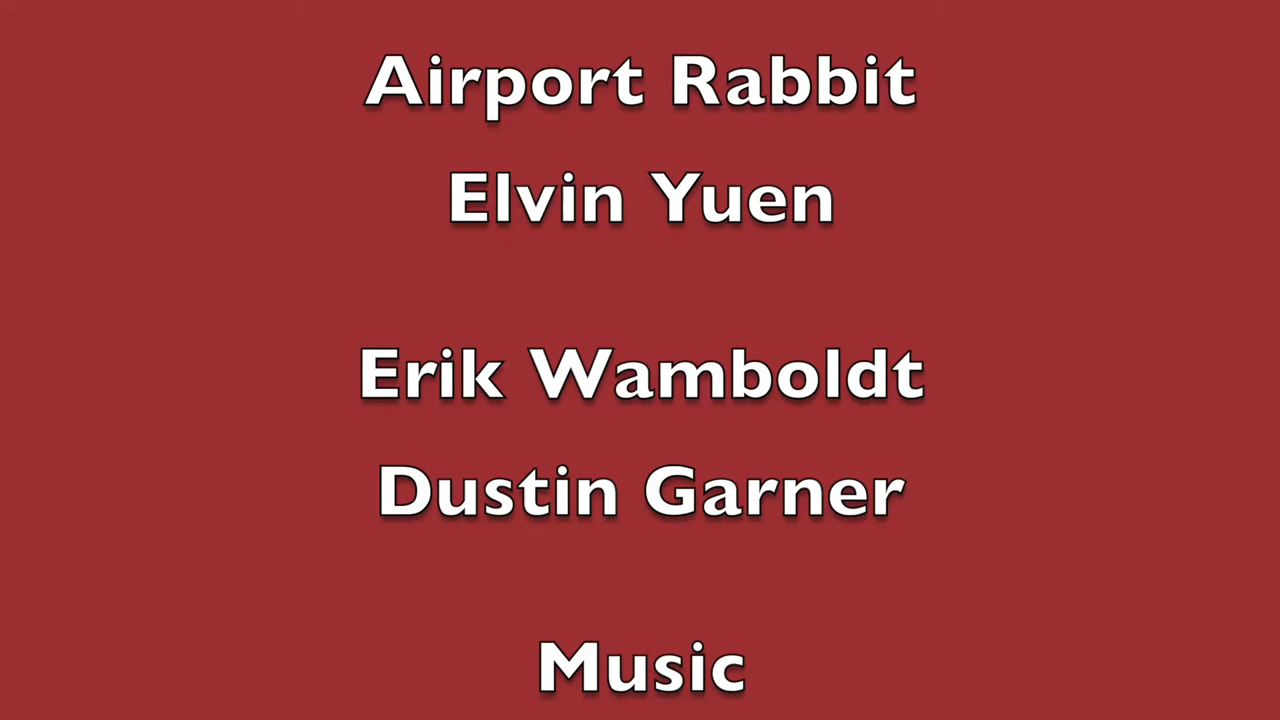 Airport Rabbit
Elvin Yuen
Erik Wamboldt
Dustin Garner
Music